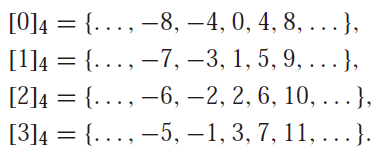 [0]₄ = {. . . , −8, −4, 0, 4, 8, . . . },
[1]₄ = {. . . , −7, −3, 1, 5, 9, . . . },
[2]₄ = {. . . , −6, −2, 2, 6, 10, . . . },
[3]₄ = {. . . , −5, −1, 3, 7, 11, . . . }.